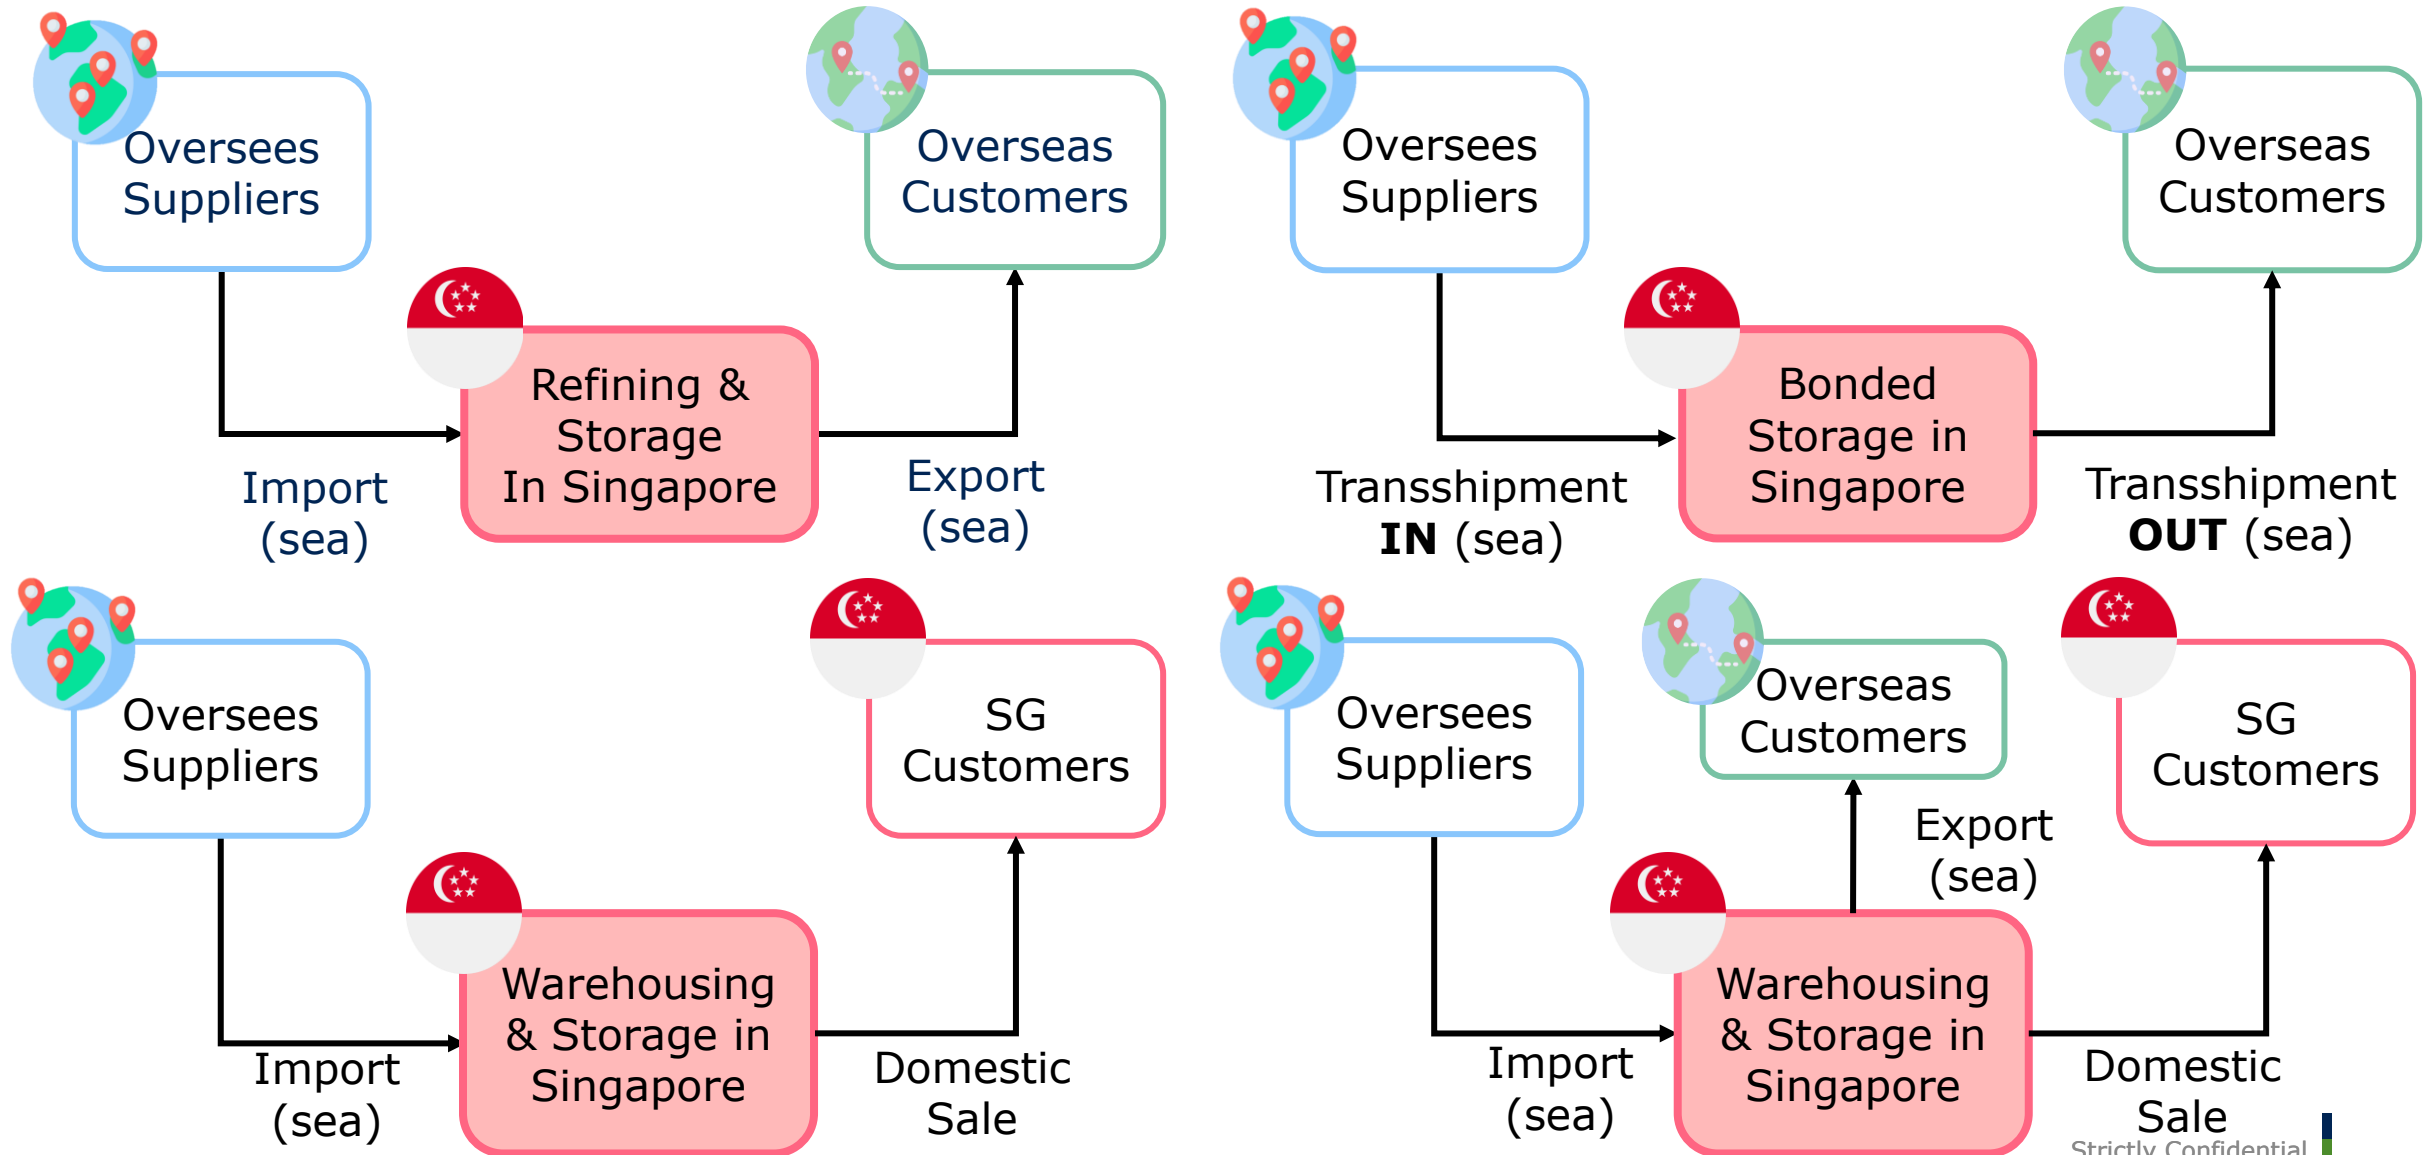 Oversees
Suppliers
Overseas
Customers
Refining &
Storage
In Singapore
Import
(sea)
Export
(sea)
Oversees
Suppliers
Overseas
Customers
Bonded
Storage in
Singapore
Transshipment
IN (sea)
Transshipment
OUT (sea)
Oversees
Suppliers
SG
Customers
Warehousing
& Storage in
Singapore
Import
(sea)
Domestic
Sale
Oversees
Suppliers
Overseas
Customers
SG
Customers
Export
(sea)
Warehousing
& Storage in
Singapore
Import
(sea)
Domestic
Sale
Strictly Confidential